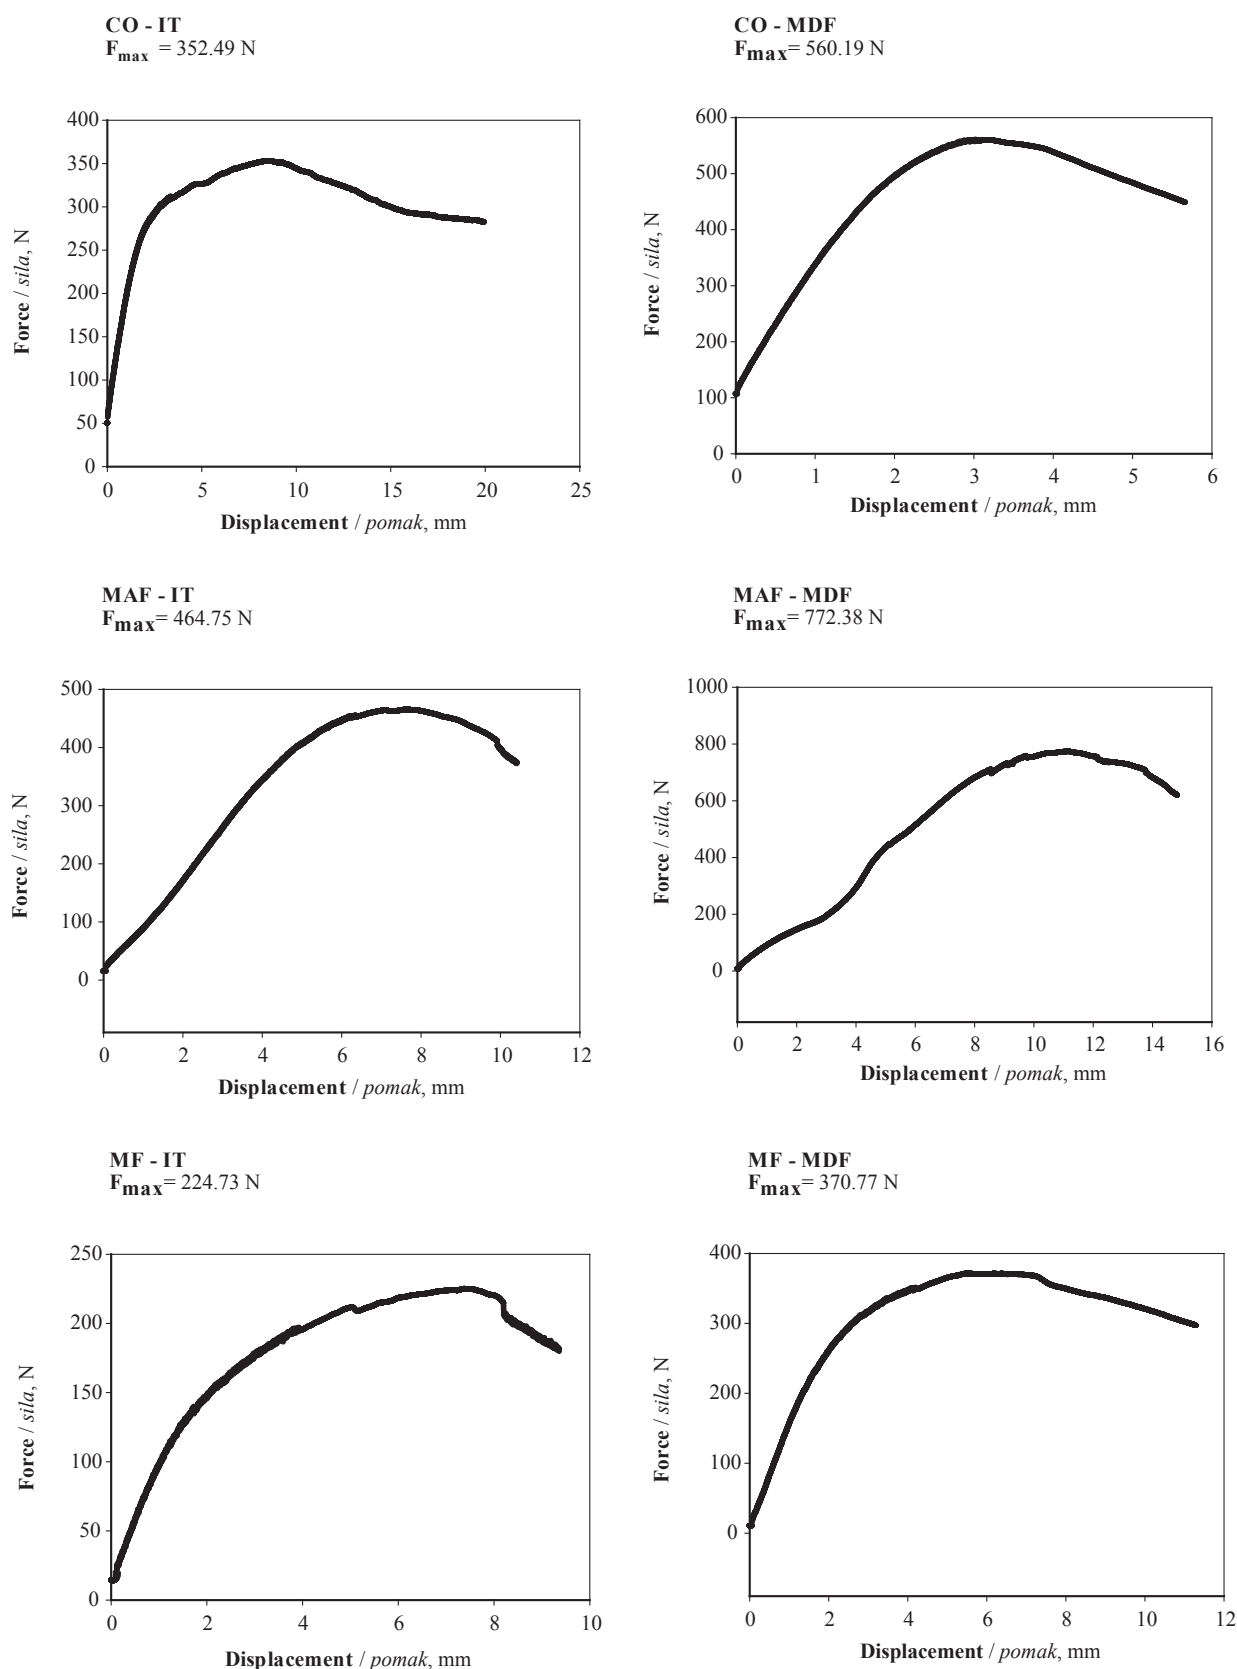 CO - IT
Fmax = 352.49 N
400
350
300
250
200
150
100
50
0
Force / sila, N
0 5 10 15 20 25
Displacement / pomak, mm
CO - MDF
Fmax= 560.19 N
600
500
400
300
200
100
0
Force / sila, N
0 1 2 3 4 5 6
Displacement / pomak, mm
MAF - IT
Fmax= 464.75 N
500
400
300
200
100
0
Force / sila, N
0 2 4 6 8 10 12
Displacement / pomak, mm
MAF - MDF
Fmax= 772.38 N
1000
800
600
400
200
0
Force / sila, N
0 2 4 6 8 10 12 14 16
Displacement / pomak, mm
MF - IT
Fmax= 224.73 N
250
200
150
100
50
0
Force / sila, N
0 2 4 6 8 10
Displacement / pomak, mm
MF - MDF
Fmax= 370.77 N
400
300
200
100
0
Force / sila, N
0 2 4 6 8 10 12
Displacement / pomak, mm